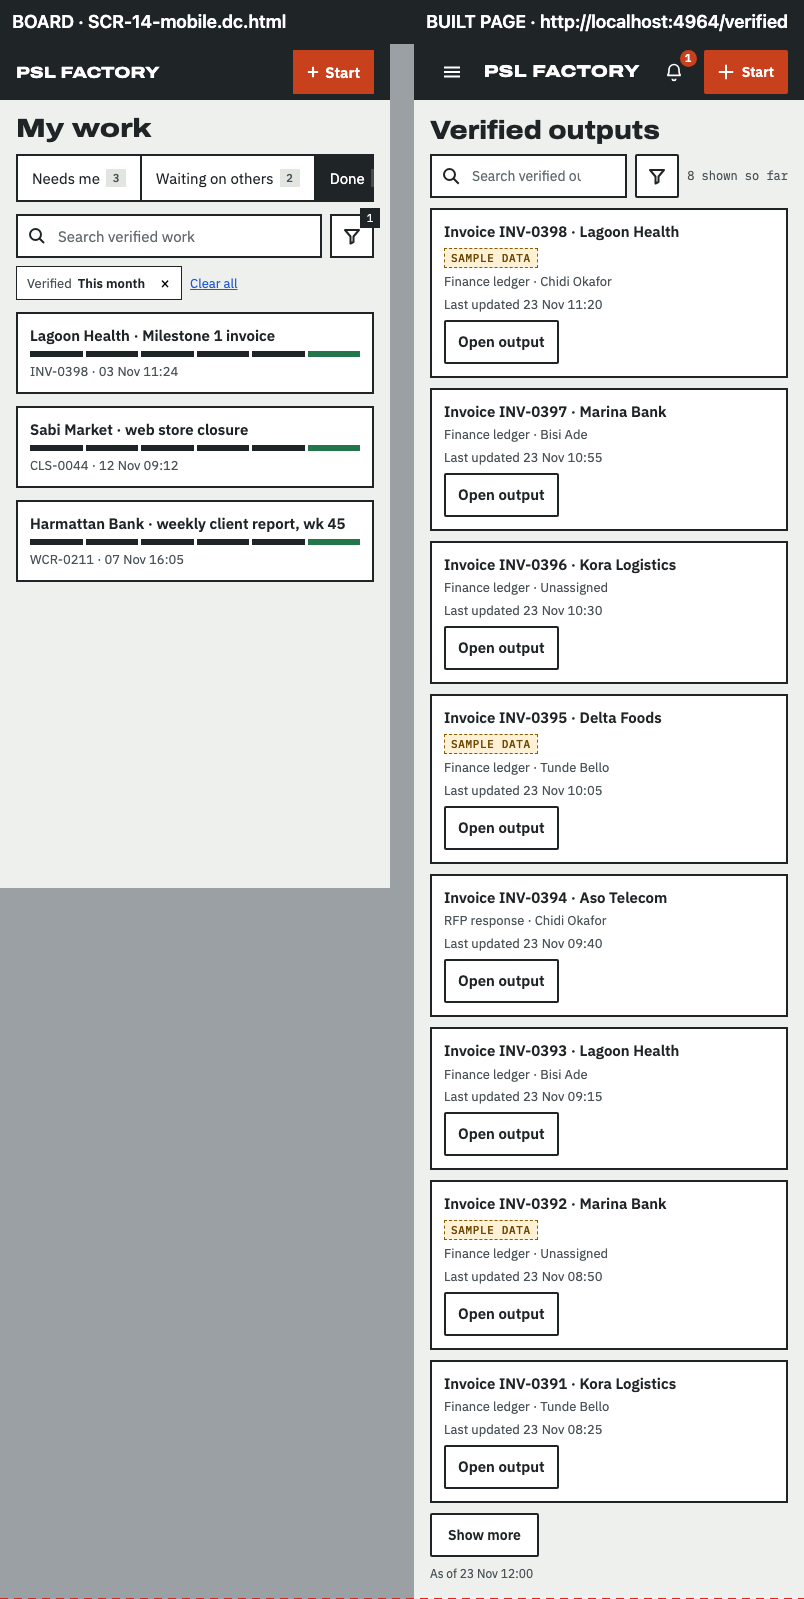 BOARD · SCR-14-mobile.dc.html
PSL FACTORY
+ Start
My work
Needs me 3
Waiting on others 2
Done
Search verified work
1
Verified This month ×
Clear all
Lagoon Health · Milestone 1 invoice
INV-0398 · 03 Nov 11:24
Sabi Market · web store closure
CLS-0044 · 12 Nov 09:12
Harmattan Bank · weekly client report, wk 45
WCR-0211 · 07 Nov 16:05
BUILT PAGE · http://localhost:4964/verified
PSL FACTORY
1
+ Start
Verified outputs
Search verified ou
8 shown so far
Invoice INV-0398 · Lagoon Health
SAMPLE DATA
Finance ledger · Chidi Okafor
Last updated 23 Nov 11:20
Open output
Invoice INV-0397 · Marina Bank
Finance ledger · Bisi Ade
Last updated 23 Nov 10:55
Open output
Invoice INV-0396 · Kora Logistics
Finance ledger · Unassigned
Last updated 23 Nov 10:30
Open output
Invoice INV-0395 · Delta Foods
SAMPLE DATA
Finance ledger · Tunde Bello
Last updated 23 Nov 10:05
Open output
Invoice INV-0394 · Aso Telecom
RFP response · Chidi Okafor
Last updated 23 Nov 09:40
Open output
Invoice INV-0393 · Lagoon Health
Finance ledger · Bisi Ade
Last updated 23 Nov 09:15
Open output
Invoice INV-0392 · Marina Bank
SAMPLE DATA
Finance ledger · Unassigned
Last updated 23 Nov 08:50
Open output
Invoice INV-0391 · Kora Logistics
Finance ledger · Tunde Bello
Last updated 23 Nov 08:25
Open output
Show more
As of 23 Nov 12:00